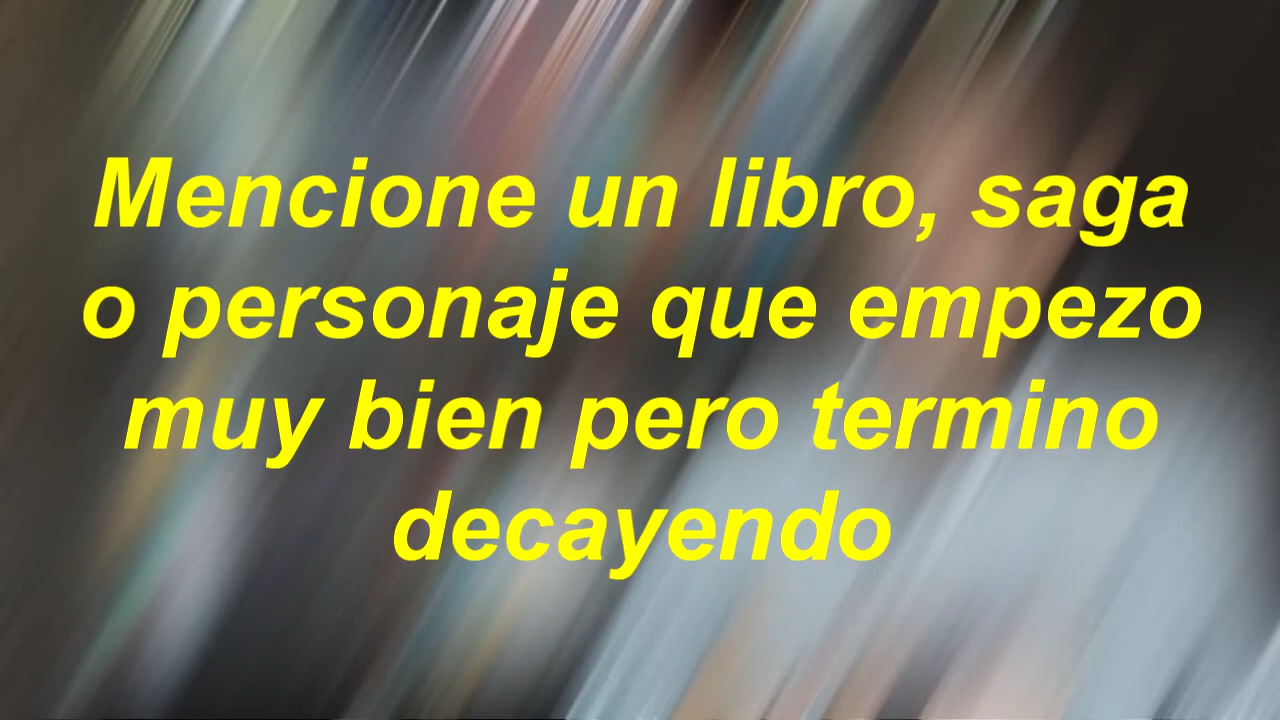 Mencione un libro, saga
o personaje que empezo
muy bien pero termino
decayendo